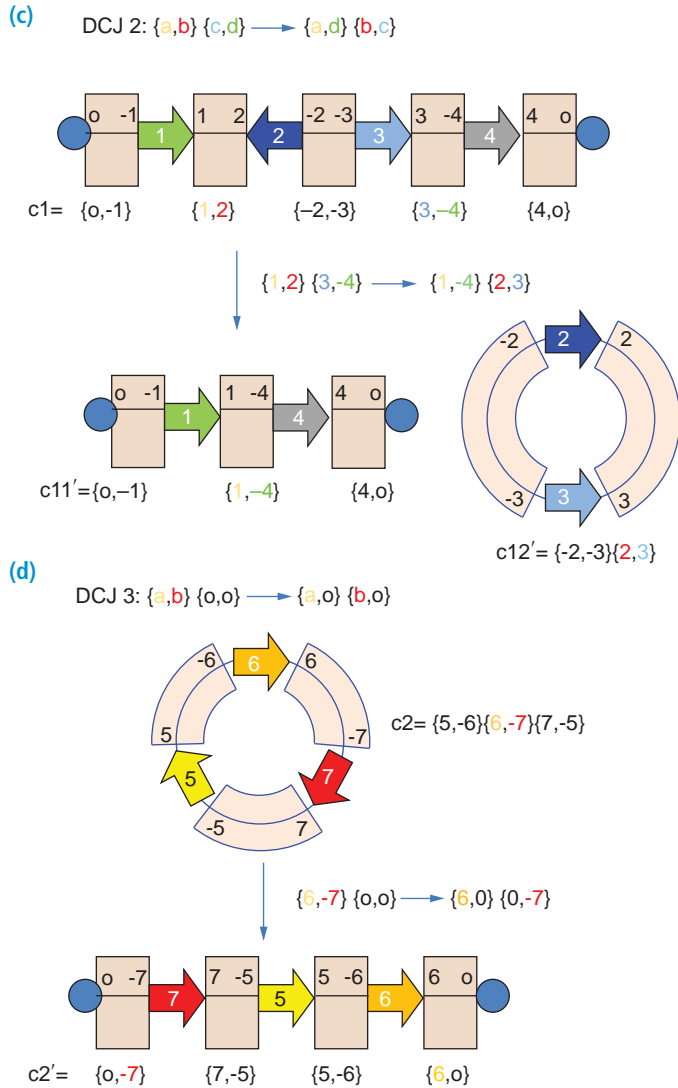 (c)
DCJ 2: {a,b} {c,d} → {a,d} {b,c}
o -1 1 1 2 2 -2 -3 3 3 -4 4 4 o
c1= {o,-1} {1,2} {–2,-3} {3,–4} {4,o}
{1,2} {3,-4} → {1,-4} {2,3}
-2 2 2
o -1 1 1 -4 4 4 o
-3 3 3
c11′={o,–1} {1,–4} {4,o}
c12′= {-2,-3}{2,3}
(d)
DCJ 3: {a,b} {o,o} → {a,o} {b,o}
-6 6 6
c2= {5,-6}{6,-7}{7,-5}
5 -7
5 7
-5 7
{6,-7} {o,o} → {6,0} {0,-7}
o -7 7 7 -5 5 5 -6 6 6 o
c2′= {o,-7} {7,-5} {5,-6} {6,o}